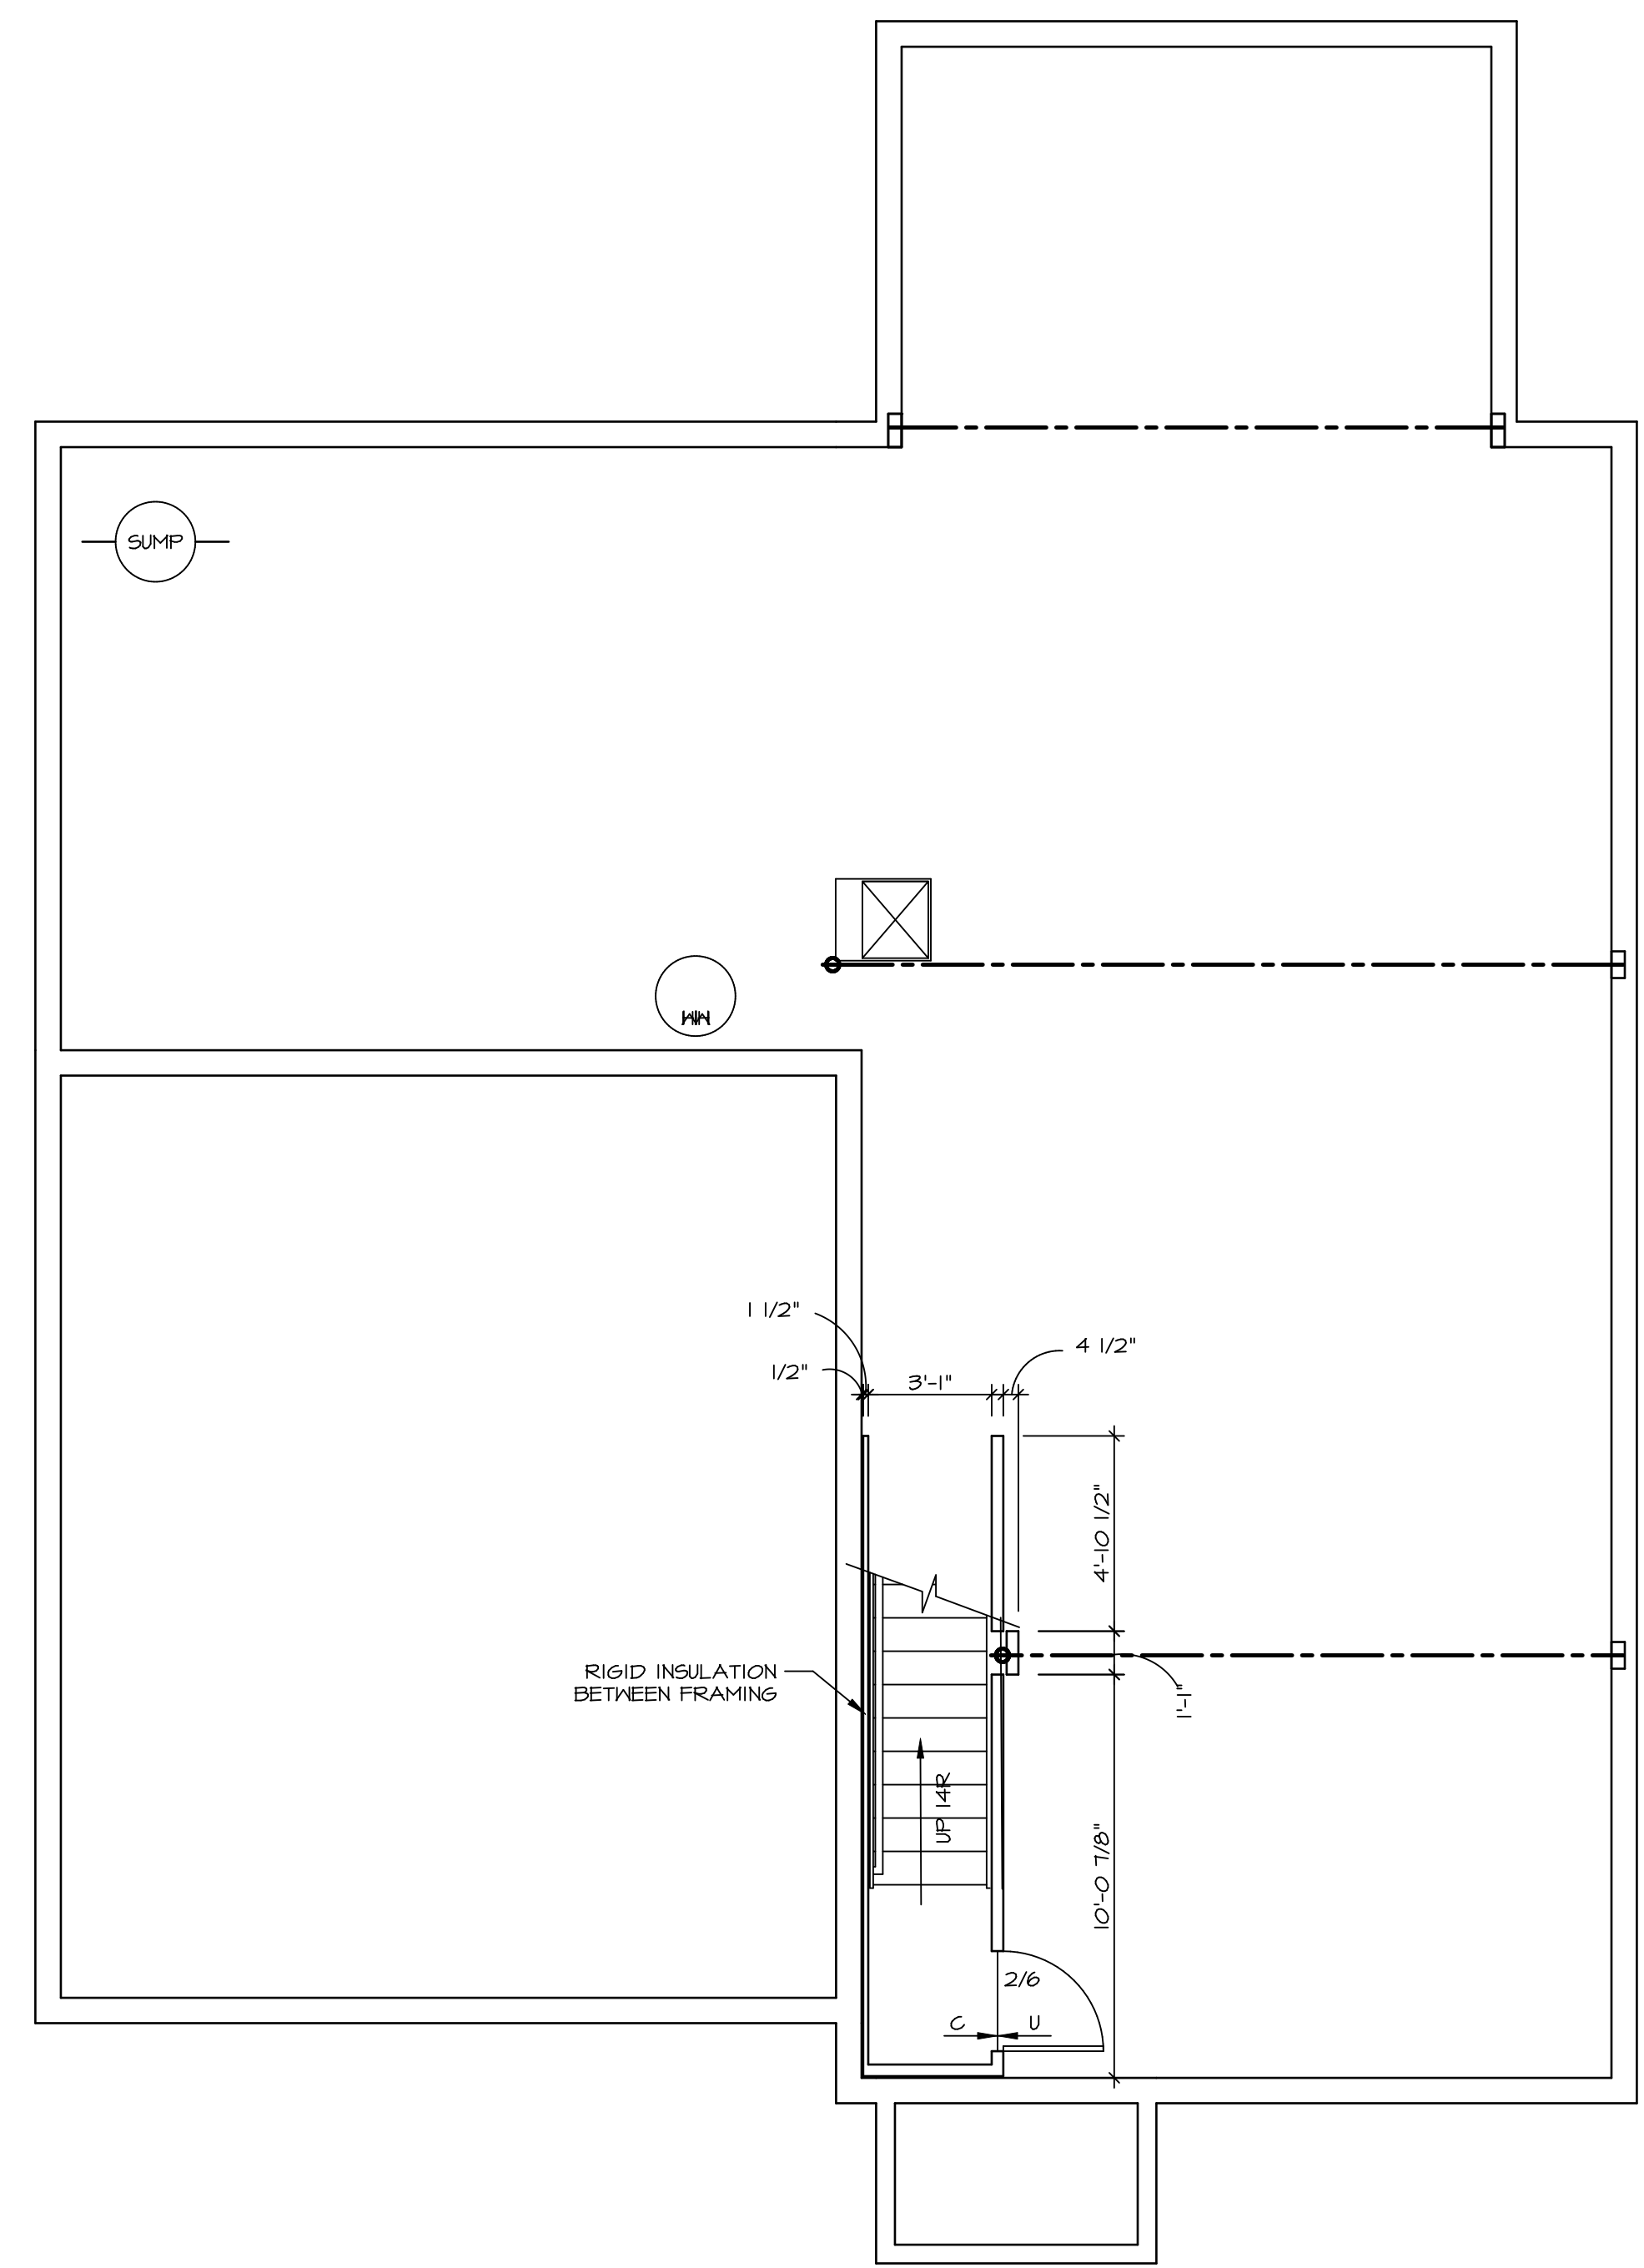 SUMP
1 1/2"
4 1/2"
1/2"
3'-1"
4'-10 1/2"
RIGID INSULATION
BETWEEN FRAMING
1'-1"
UP 14R
10'-0 7/8"
2/6
C
U